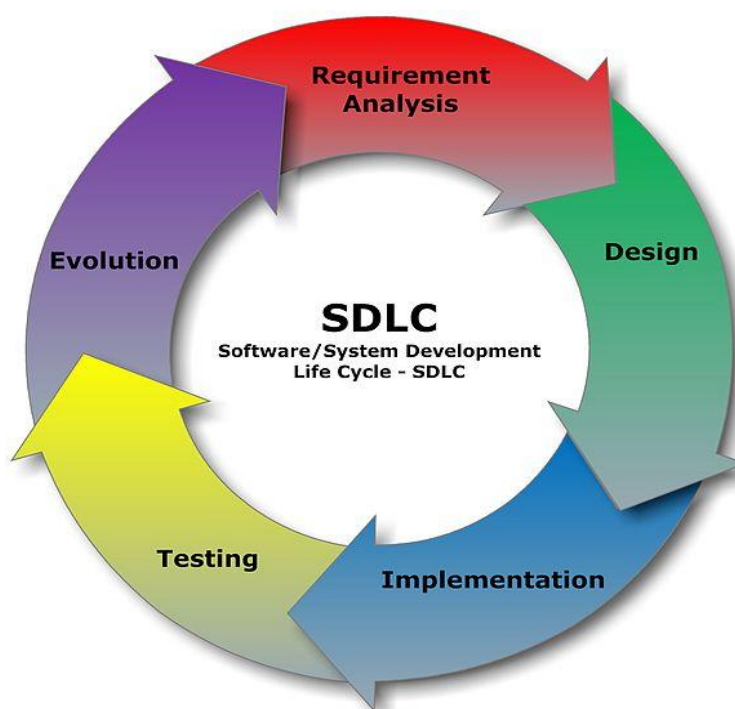 Requirement
Analysis
Design
Evolution
SDLC
Software/System Development
Life Cycle - SDLC
Testing
Implementation